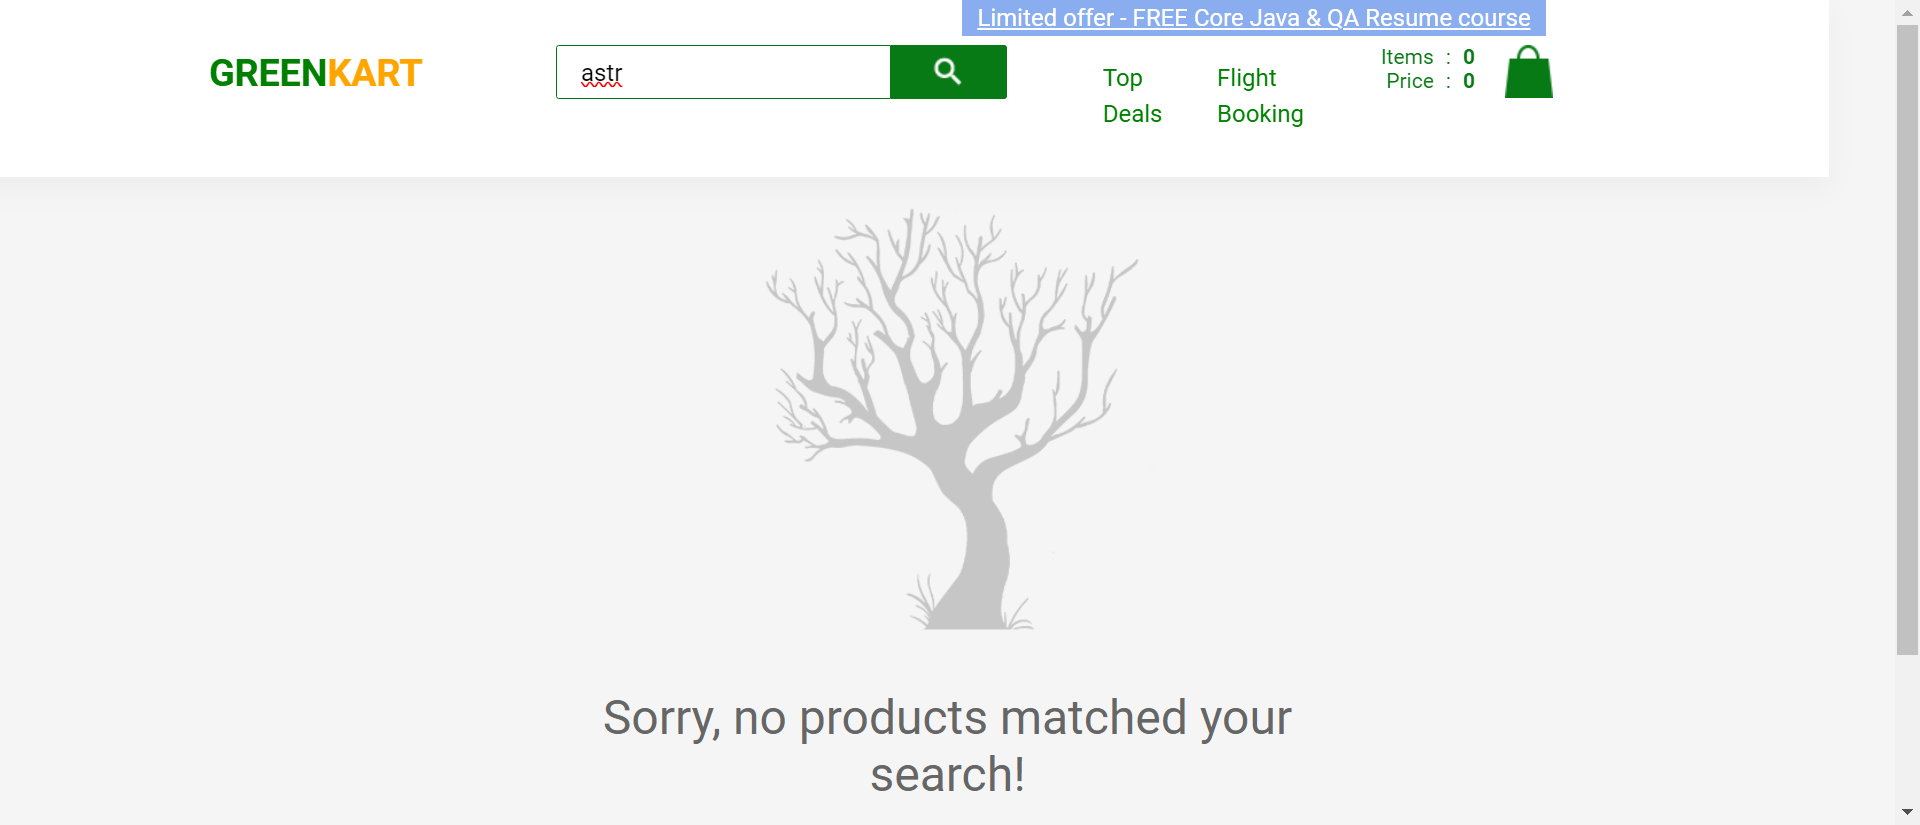 Limited offer - FREE Core Java & QA Resume course
GREENKART
astr
Top Deals
Flight Booking
Items : 0
Price : 0
Sorry, no products matched your
search!